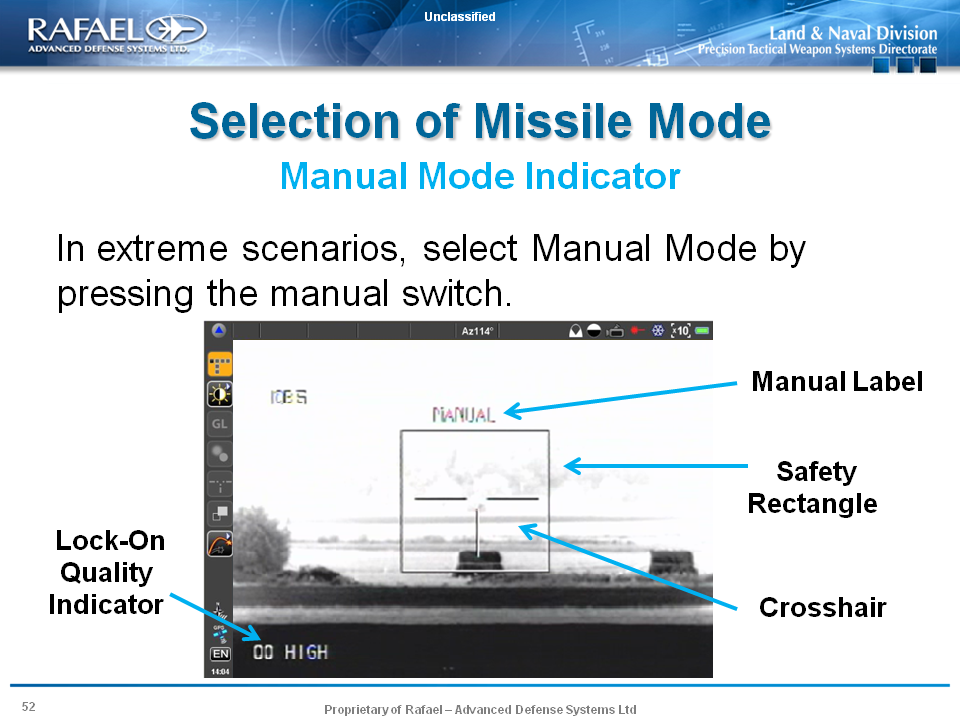 Unclassified
RAFAEL
ADVANCED DEFENSE SYSTEMS LTD.
Land & Naval Division
Precision Tactical Weapon Systems Directorate
Selection of Missile Mode
Manual Mode Indicator
In extreme scenarios, select Manual Mode by
pressing the manual switch.
Az114°
x10
GL
MANUAL
Manual Label
Safety
Rectangle
Lock-On
Quality
Indicator
Crosshair
GPS
EN
14:04
OD HIGH
52
Proprietary of Rafael – Advanced Defense Systems Ltd